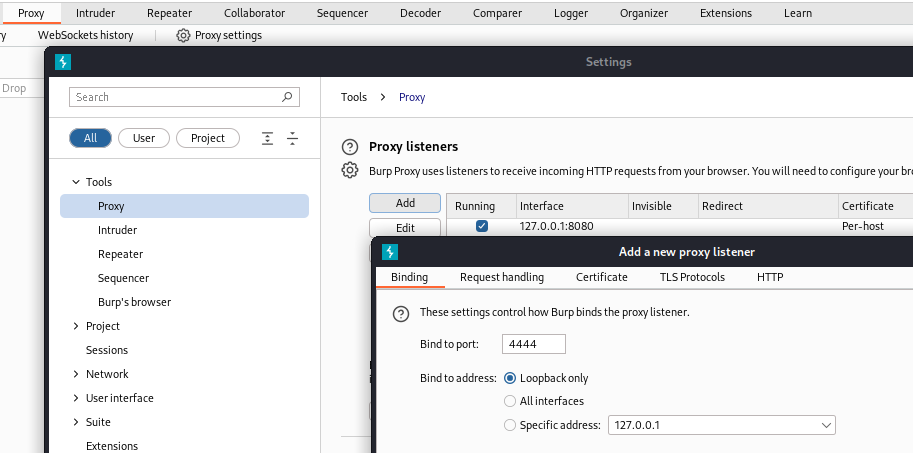 Proxy Intruder Repeater Collaborator Sequencer Decoder Comparer Logger Organizer Extensions Learn
WebSockets history Proxy settings
Settings
Drop
Search
Tools > Proxy
All User Project
Proxy listeners
Burp Proxy uses listeners to receive incoming HTTP requests from your browser. You will need to configure your
Tools
Proxy
Intruder
Repeater
Sequencer
Burp's browser
Project
Sessions
Network
User interface
Suite
Extensions
Add
Edit
Running Interface Invisible Redirect Certificate
127.0.0.1:8080 Per-host
Add a new proxy listener
Binding Request handling Certificate TLS Protocols HTTP
These settings control how Burp binds the proxy listener.
Bind to port: 4444
Bind to address: Loopback only
All interfaces
Specific address: 127.0.0.1